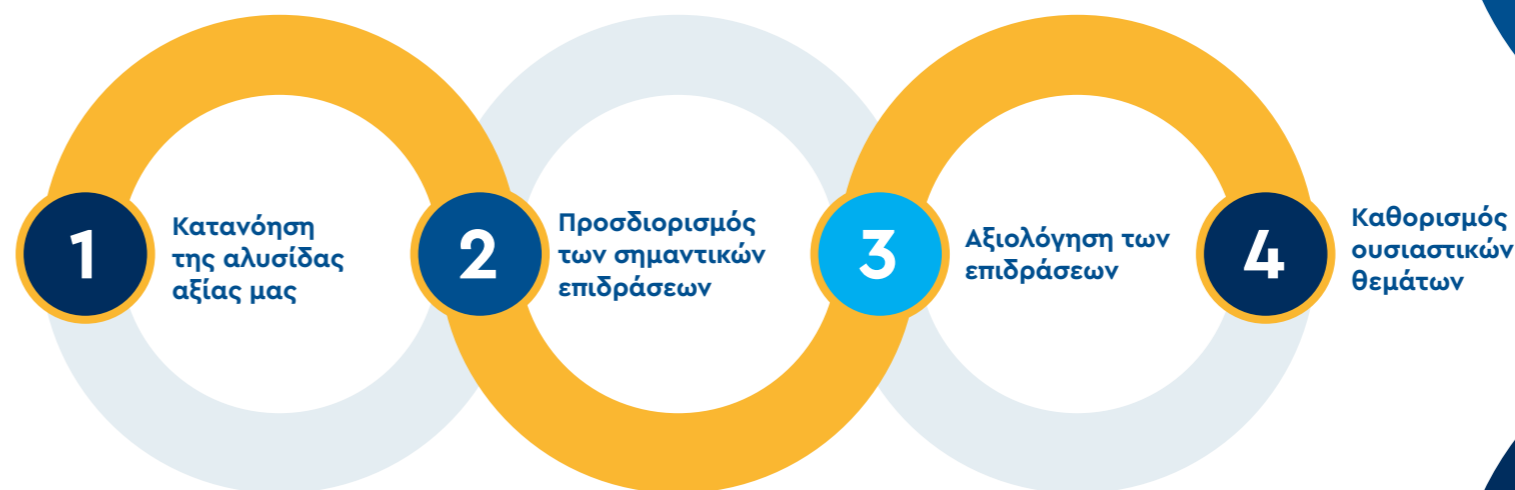 1
Κατανόηση
της αλυσίδας
αξίας μας
2
Προσδιορισμός
των σημαντικών
επιδράσεων
3
Αξιολόγηση των
επιδράσεων
4
Καθορισμός
ουσιαστικών
θεμάτων